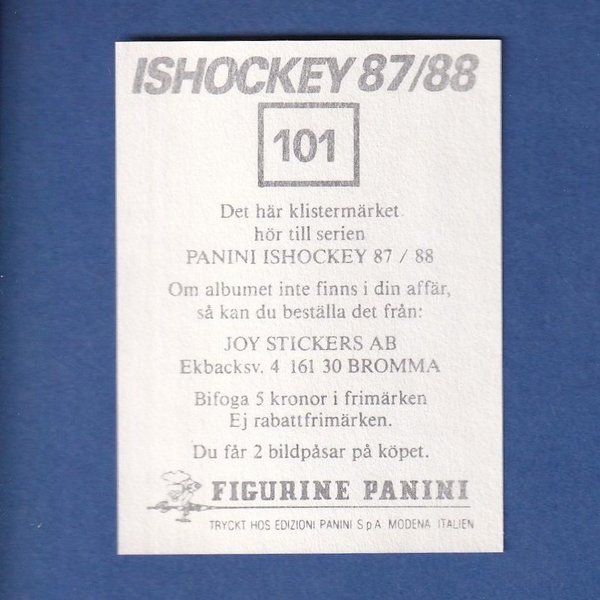 ISHOCKEY 87/88
101
Det här klistermärket
hör till serien
PANINI ISHOCKEY 87 / 88
Om albumet inte finns i din affär,
så kan du beställa det från:
JOY STICKERS AB
Ekbacksv. 4 161 30 BROMMA
Bifoga 5 kronor i frimärken
Ej rabattfrimärken.
Du får 2 bildpåsar på köpet.
FIGURINE PANINI
TRYCKT HOS EDIZIONI PANINI S.p.A. MODENA ITALIEN